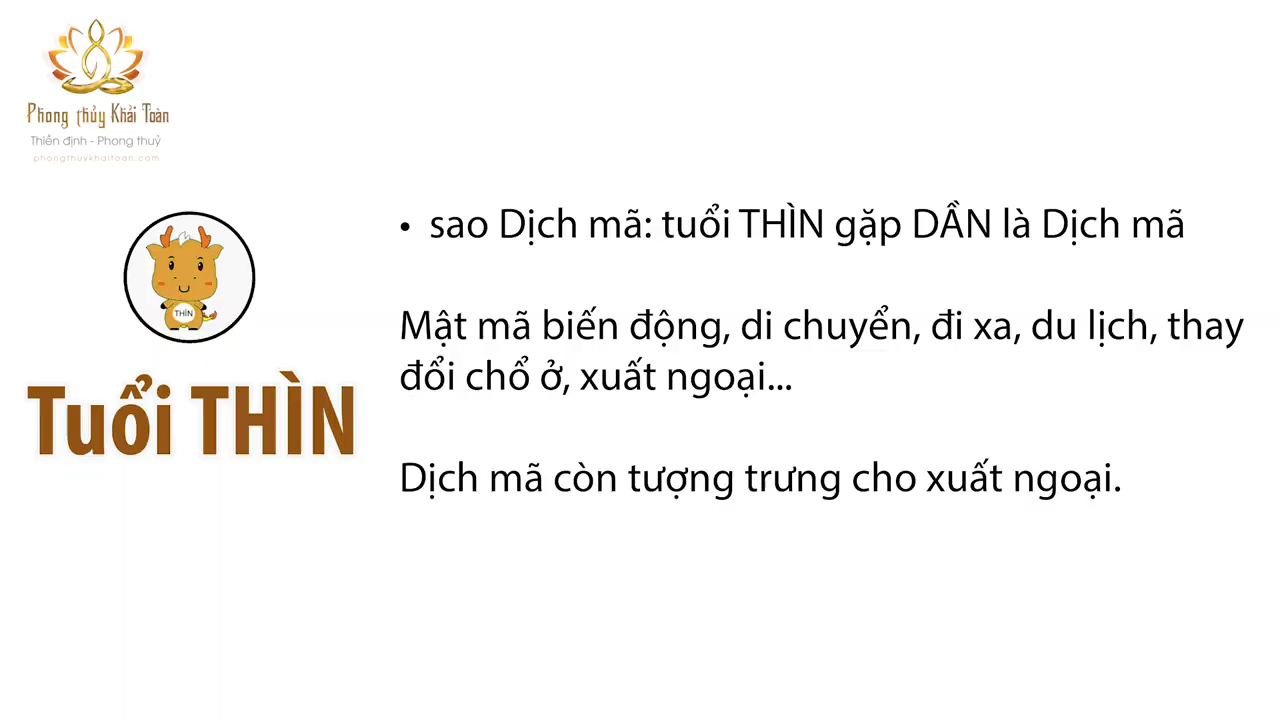 Phong thủy Khải Toàn
Thiền định - Phong thuỷ
phongthuykhaitoan.com
• sao Dịch mã: tuổi THÌN gặp DẦN là Dịch mã
THÌN
Mật mã biến động, di chuyển, đi xa, du lịch, thay
đổi chổ ở, xuất ngoại...
Tuổi THÌN
Dịch mã còn tượng trưng cho xuất ngoại.